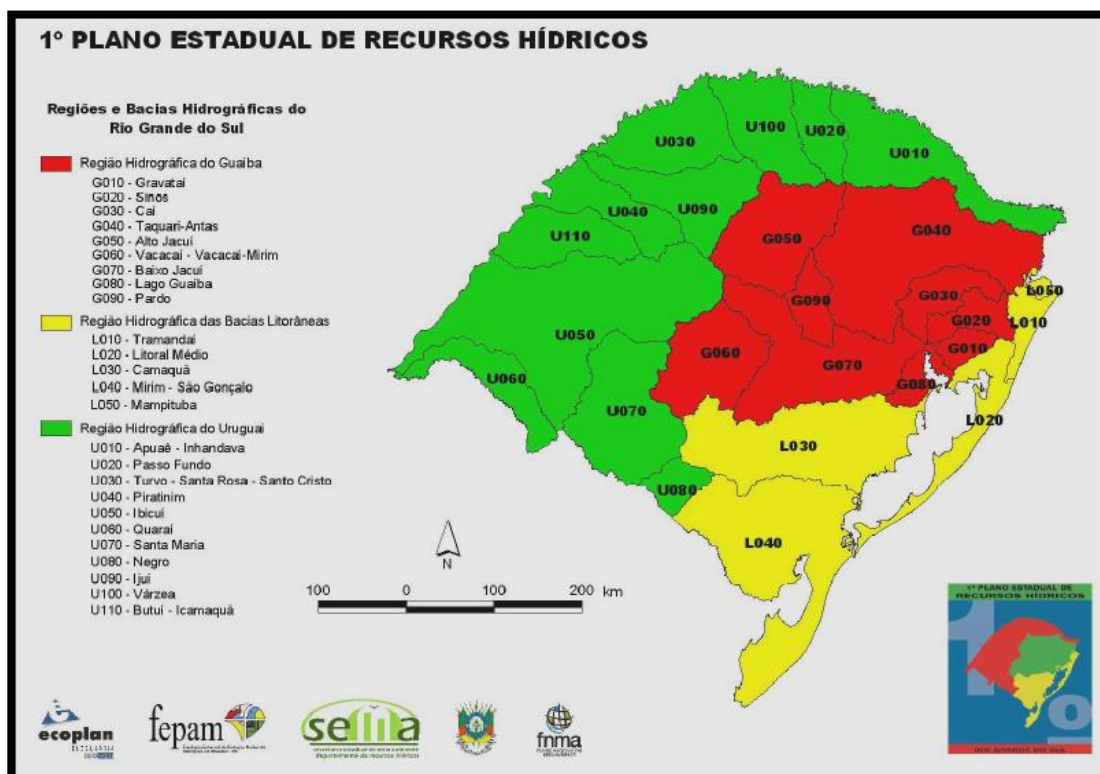 1º PLANO ESTADUAL DE RECURSOS HÍDRICOS
Regiões e Bacias Hidrográficas do
Rio Grande do Sul
Região Hidrográfica do Guaíba
G010 - Gravataí
G020 - Sinos
G030 - Caí
G040 - Taquari-Antas
G050 - Alto Jacuí
G060 - Vacacaí - Vacacaí-Mirim
G070 - Baixo Jacuí
G080 - Lago Guaíba
G090 - Pardo
Região Hidrográfica das Bacias Litorâneas
L010 - Tramandaí
L020 - Litoral Médio
L030 - Camaquã
L040 - Mirim - São Gonçalo
L050 - Mampituba
Região Hidrográfica do Uruguai
U010 - Apuaê - Inhandava
U020 - Passo Fundo
U030 - Turvo - Santa Rosa - Santo Cristo
U040 - Piratinim
U050 - Ibicuí
U060 - Quaraí
U070 - Santa Maria
U080 - Negro
U090 - Ijuí
U100 - Várzea
U110 - Butuí - Icamaquã
U030
U100
U020
U010
U040
U090
U110
G050
G040
G090
G030
L050
G020
L010
U050
G010
G060
G070
U060
G080
U070
L020
L030
U080
L040
N
100 0 100 200 km
1º PLANO ESTADUAL DE
RECURSOS HÍDRICOS
1º
RIO GRANDE DO SUL
ecoplan
ENGENHARIA
fepam
sema
departamento de recursos hídricos
fnma